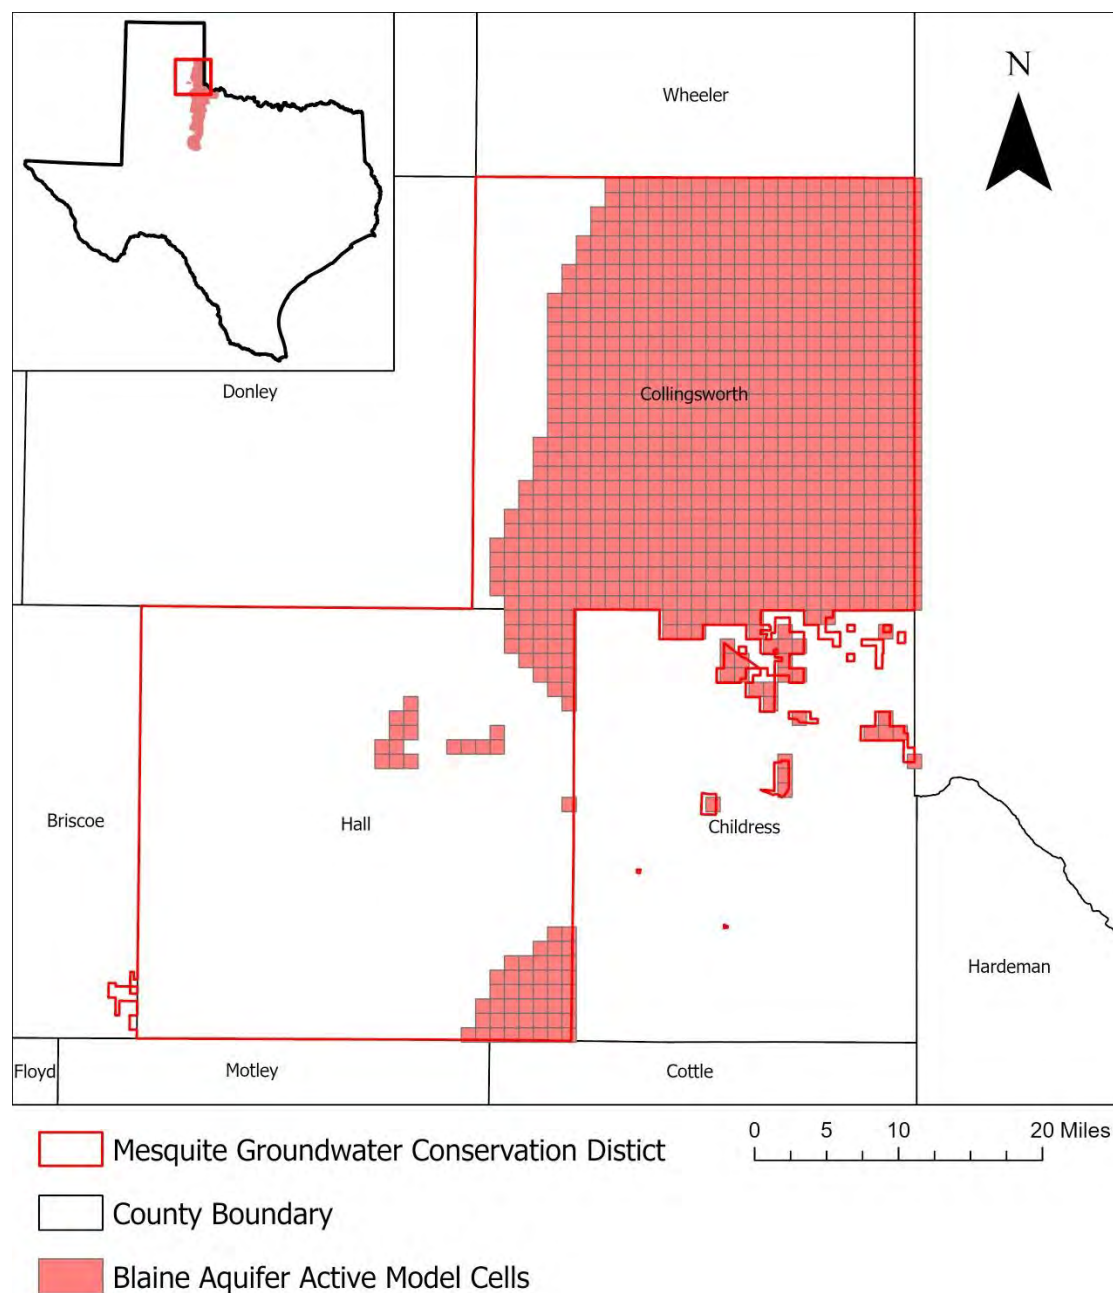 N
Wheeler
Donley
Collingsworth
Briscoe
Hall
Childress
Hardeman
Floyd
Motley
Cottle
0 5 10 20 Miles
Mesquite Groundwater Conservation Distict
County Boundary
Blaine Aquifer Active Model Cells